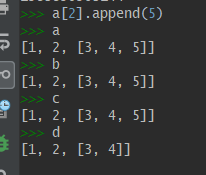 >>> a[2].append(5)
>>> a
[1, 2, [3, 4, 5]]
>>> b
[1, 2, [3, 4, 5]]
>>> c
[1, 2, [3, 4, 5]]
>>> d
[1, 2, [3, 4]]